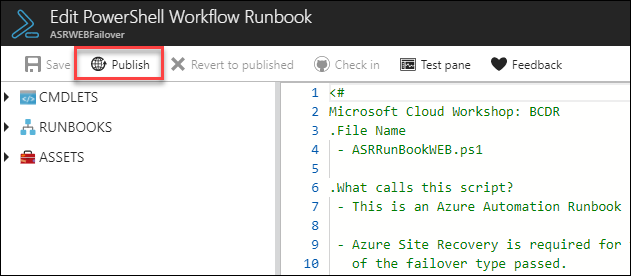 Edit PowerShell Workflow Runbook
ASRWEBFailover
Save Publish Revert to published Check in Test pane Feedback
CMDLETS
RUNBOOKS
ASSETS
1 <#
2 Microsoft Cloud Workshop: BCDR
3 .File Name
4 - ASRRunBookWEB.ps1
5
6 .What calls this script?
7 - This is an Azure Automation Runbook
8
9 - Azure Site Recovery is required for
10 of the failover type passed.